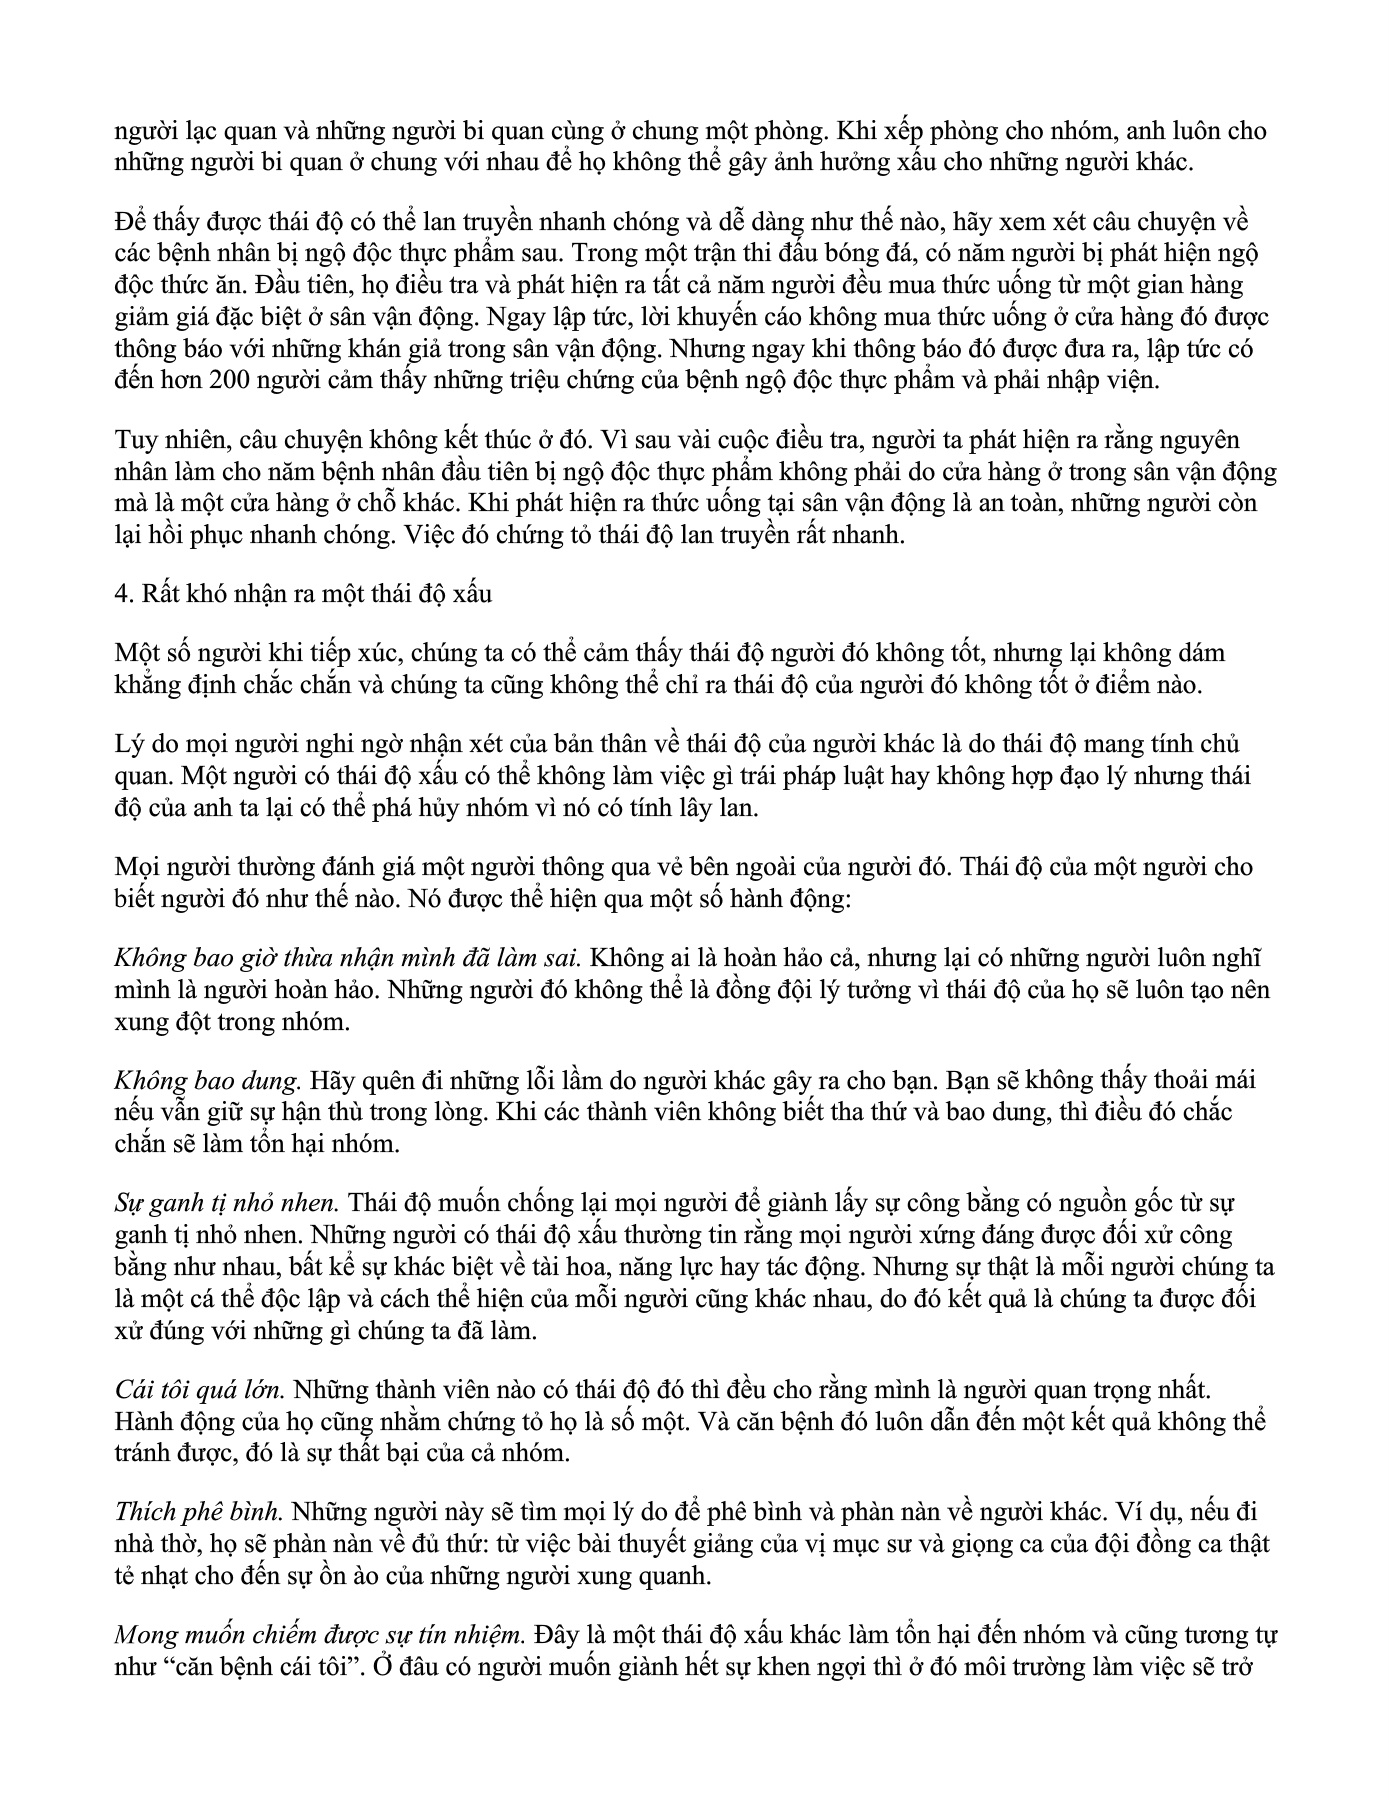 người lạc quan và những người bi quan cùng ở chung một phòng. Khi xếp phòng cho nhóm, anh luôn cho
những người bi quan ở chung với nhau để họ không thể gây ảnh hưởng xấu cho những người khác.
Để thấy được thái độ có thể lan truyền nhanh chóng và dễ dàng như thế nào, hãy xem xét câu chuyện về
các bệnh nhân bị ngộ độc thực phẩm sau. Trong một trận thi đấu bóng đá, có năm người bị phát hiện ngộ
độc thức ăn. Đầu tiên, họ điều tra và phát hiện ra tất cả năm người đều mua thức uống từ một gian hàng
giảm giá đặc biệt ở sân vận động. Ngay lập tức, lời khuyến cáo không mua thức uống ở cửa hàng đó được
thông báo với những khán giả trong sân vận động. Nhưng ngay khi thông báo đó được đưa ra, lập tức có
đến hơn 200 người cảm thấy những triệu chứng của bệnh ngộ độc thực phẩm và phải nhập viện.
Tuy nhiên, câu chuyện không kết thúc ở đó. Vì sau vài cuộc điều tra, người ta phát hiện ra rằng nguyên
nhân làm cho năm bệnh nhân đầu tiên bị ngộ độc thực phẩm không phải do cửa hàng ở trong sân vận động
mà là một cửa hàng ở chỗ khác. Khi phát hiện ra thức uống tại sân vận động là an toàn, những người còn
lại hồi phục nhanh chóng. Việc đó chứng tỏ thái độ lan truyền rất nhanh.
4. Rất khó nhận ra một thái độ xấu
Một số người khi tiếp xúc, chúng ta có thể cảm thấy thái độ người đó không tốt, nhưng lại không dám
khẳng định chắc chắn và chúng ta cũng không thể chỉ ra thái độ của người đó không tốt ở điểm nào.
Lý do mọi người nghi ngờ nhận xét của bản thân về thái độ của người khác là do thái độ mang tính chủ
quan. Một người có thái độ xấu có thể không làm việc gì trái pháp luật hay không hợp đạo lý nhưng thái
độ của anh ta lại có thể phá hủy nhóm vì nó có tính lây lan.
Mọi người thường đánh giá một người thông qua vẻ bên ngoài của người đó. Thái độ của một người cho
biết người đó như thế nào. Nó được thể hiện qua một số hành động:
Không bao giờ thừa nhận mình đã làm sai. Không ai là hoàn hảo cả, nhưng lại có những người luôn nghĩ
mình là người hoàn hảo. Những người đó không thể là đồng đội lý tưởng vì thái độ của họ sẽ luôn tạo nên
xung đột trong nhóm.
Không bao dung. Hãy quên đi những lỗi lầm do người khác gây ra cho bạn. Bạn sẽ không thấy thoải mái
nếu vẫn giữ sự hận thù trong lòng. Khi các thành viên không biết tha thứ và bao dung, thì điều đó chắc
chắn sẽ làm tổn hại nhóm.
Sự ganh tị nhỏ nhen. Thái độ muốn chống lại mọi người để giành lấy sự công bằng có nguồn gốc từ sự
ganh tị nhỏ nhen. Những người có thái độ xấu thường tin rằng mọi người xứng đáng được đối xử công
bằng như nhau, bất kể sự khác biệt về tài hoa, năng lực hay tác động. Nhưng sự thật là mỗi người chúng ta
là một cá thể độc lập và cách thể hiện của mỗi người cũng khác nhau, do đó kết quả là chúng ta được đối
xử đúng với những gì chúng ta đã làm.
Cái tôi quá lớn. Những thành viên nào có thái độ đó thì đều cho rằng mình là người quan trọng nhất.
Hành động của họ cũng nhằm chứng tỏ họ là số một. Và căn bệnh đó luôn dẫn đến một kết quả không thể
tránh được, đó là sự thất bại của cả nhóm.
Thích phê bình. Những người này sẽ tìm mọi lý do để phê bình và phàn nàn về người khác. Ví dụ, nếu đi
nhà thờ, họ sẽ phàn nàn về đủ thứ: từ việc bài thuyết giảng của vị mục sư và giọng ca của đội đồng ca thật
tẻ nhạt cho đến sự ồn ào của những người xung quanh.
Mong muốn chiếm được sự tín nhiệm. Đây là một thái độ xấu khác làm tổn hại đến nhóm và cũng tương tự
như “căn bệnh cái tôi”. Ở đâu có người muốn giành hết sự khen ngợi thì ở đó môi trường làm việc sẽ trở